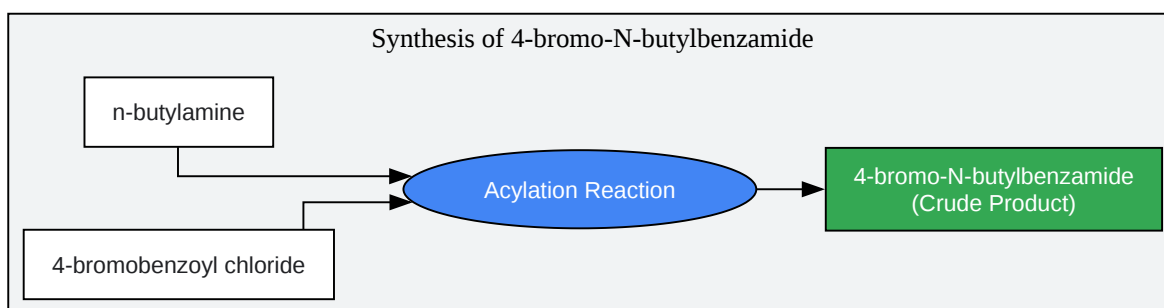 Synthesis of 4-bromo-N-butylbenzamide
n-butylamine
Acylation Reaction
4-bromo-N-butylbenzamide
(Crude Product)
4-bromobenzoyl chloride